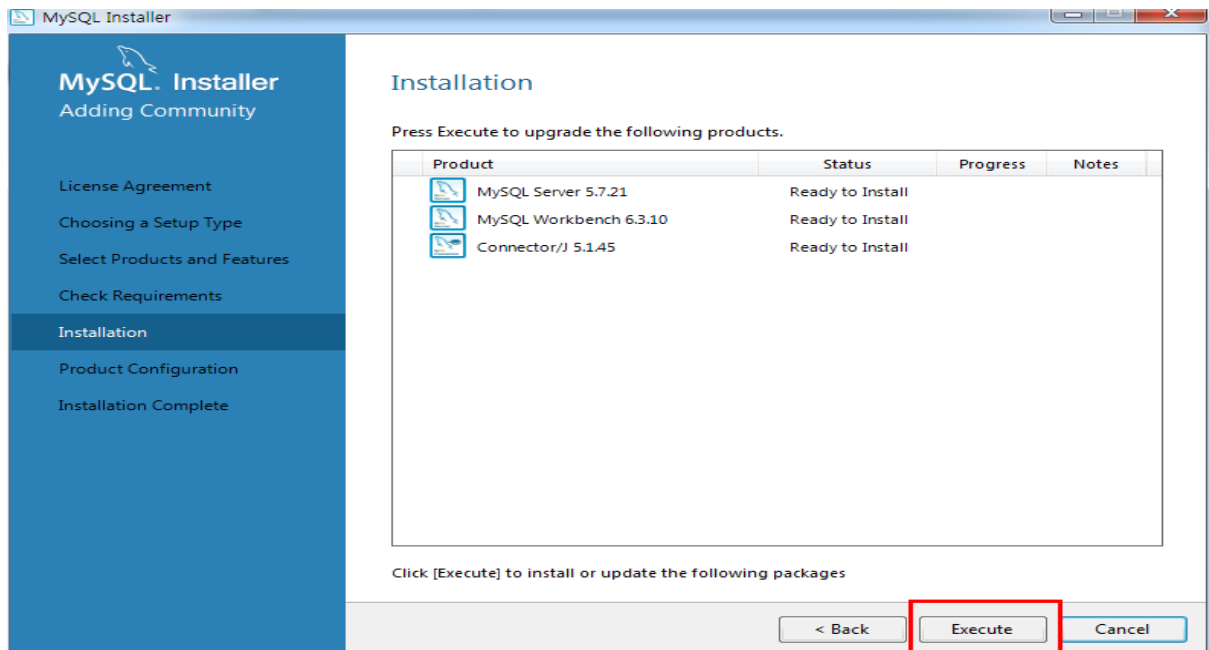 MySQL Installer
MySQL. Installer
Adding Community
License Agreement
Choosing a Setup Type
Select Products and Features
Check Requirements
Installation
Product Configuration
Installation Complete
Installation
Press Execute to upgrade the following products.
Product Status Progress Notes
MySQL Server 5.7.21 Ready to Install
MySQL Workbench 6.3.10 Ready to Install
Connector/J 5.1.45 Ready to Install
Click [Execute] to install or update the following packages
< Back Execute Cancel